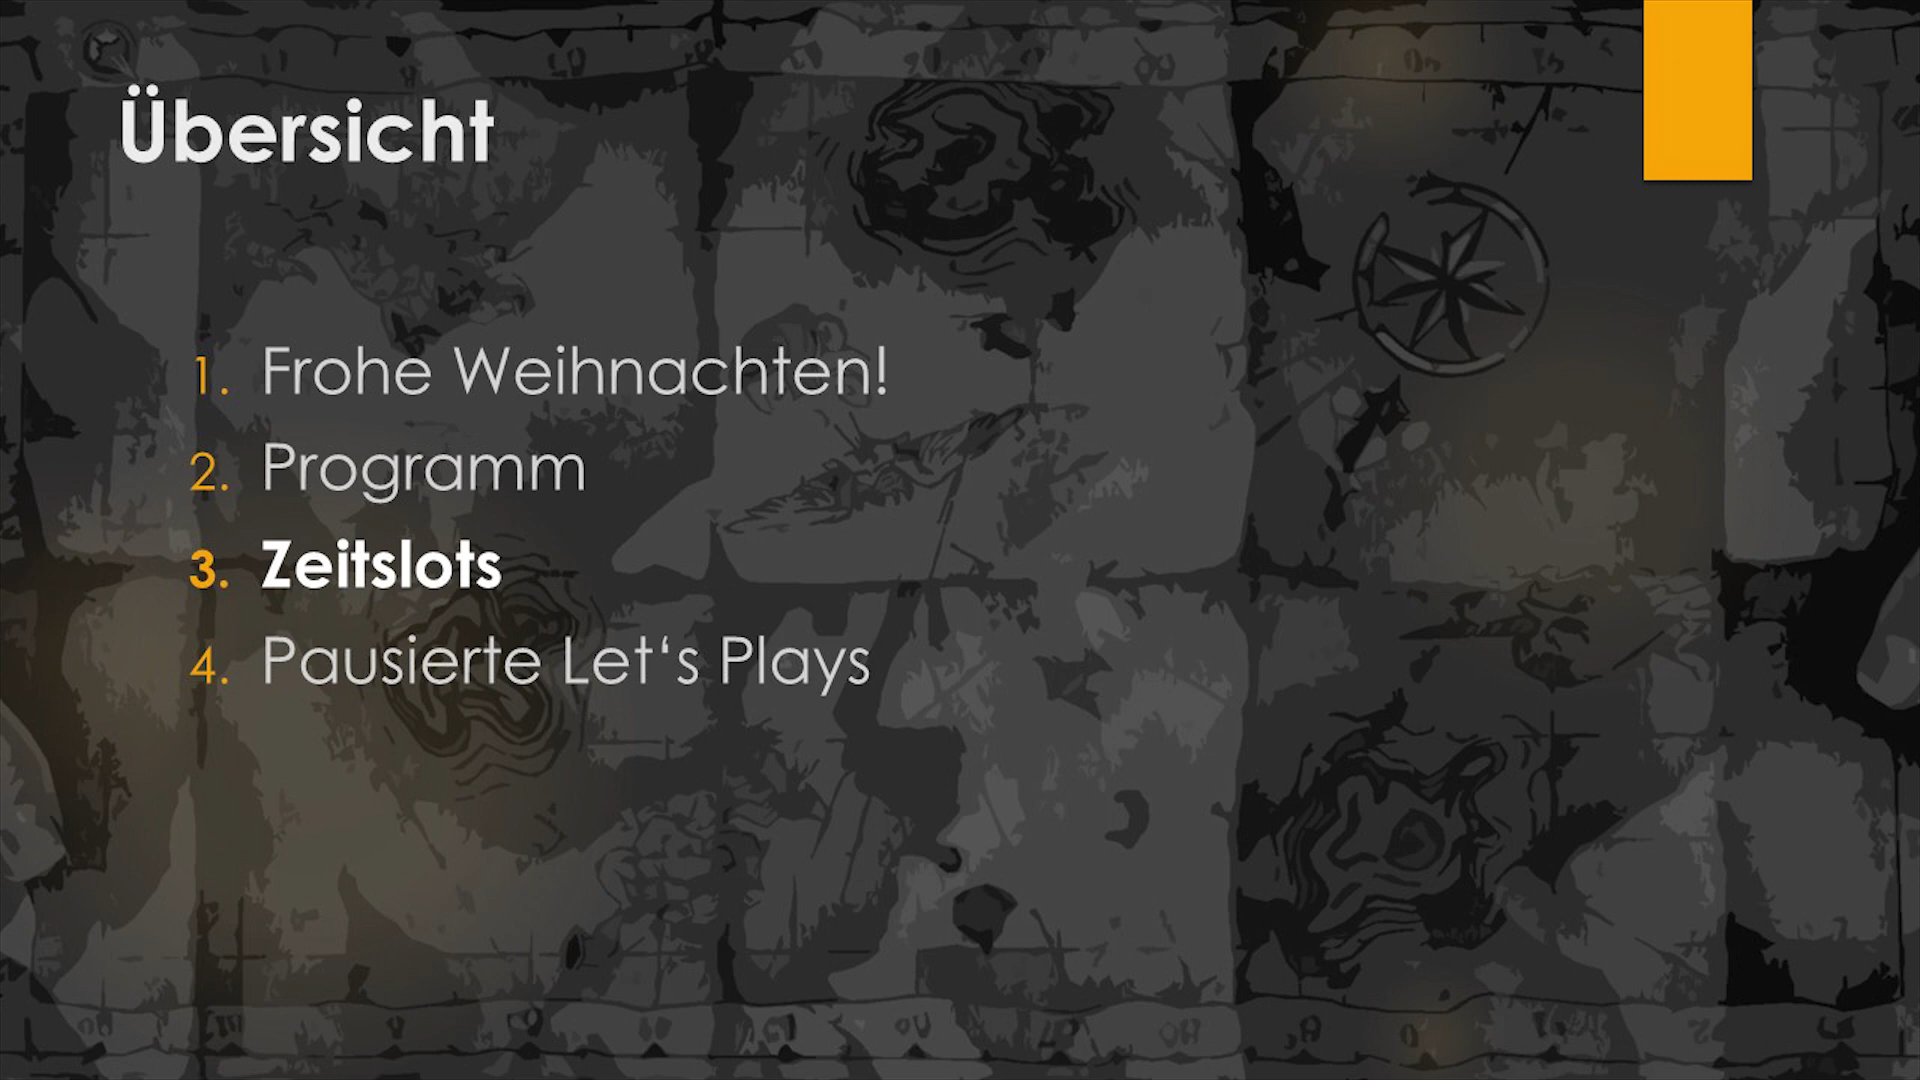 Übersicht
1. Frohe Weihnachten!
2. Programm
3. Zeitslots
4. Pausierte Let‘s Plays